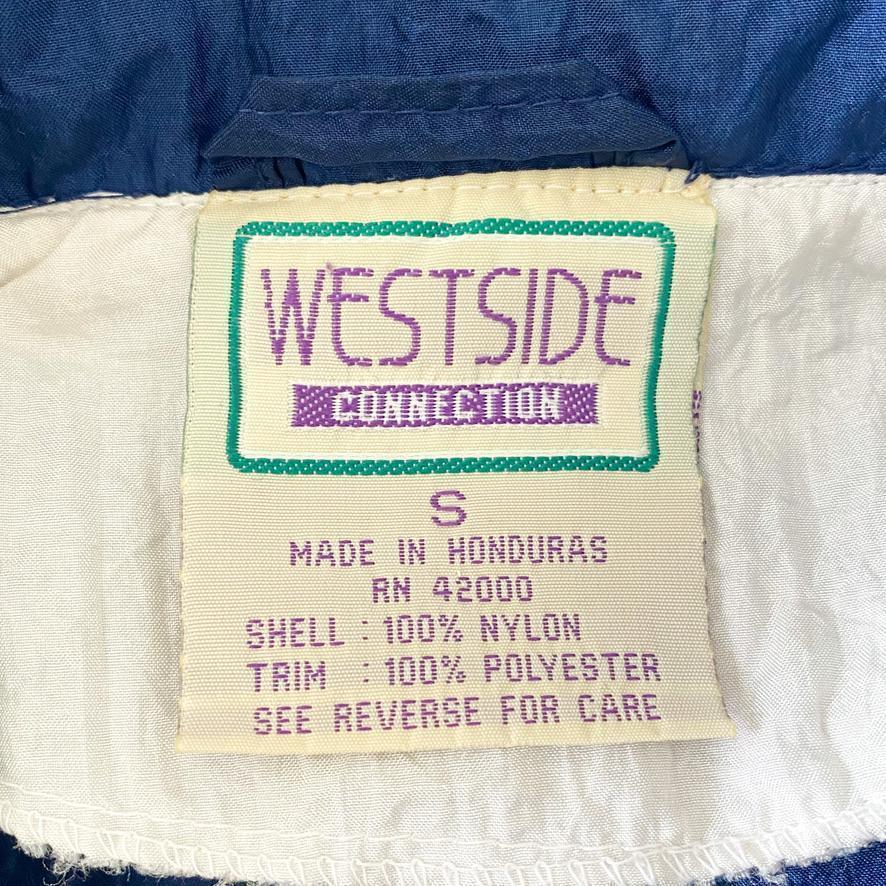 WESTSIDE
CONNECTION
S
MADE IN HONDURAS
RN 42000
SHELL : 100% NYLON
TRIM : 100% POLYESTER
SEE REVERSE FOR CARE